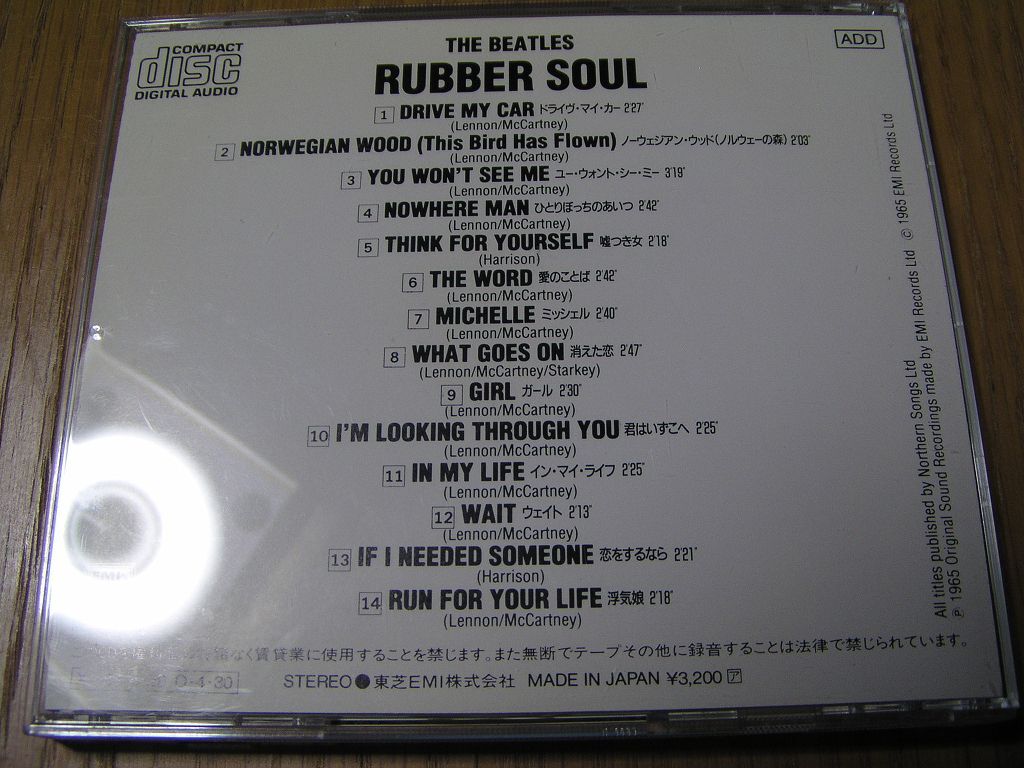 COMPACT
disc
DIGITAL AUDIO
ADD
THE BEATLES
RUBBER SOUL
1 DRIVE MY CAR ドライヴ・マイ・カー 2'27"
(Lennon/McCartney)
2 NORWEGIAN WOOD (This Bird Has Flown) ノーウェジアン・ウッド(ノルウェーの森) 2'03"
(Lennon/McCartney)
3 YOU WON'T SEE ME ユー・ウォント・シー・ミー 3'19"
(Lennon/McCartney)
4 NOWHERE MAN ひとりぼっちのあいつ 2'42"
(Lennon/McCartney)
5 THINK FOR YOURSELF 嘘つき女 2'18"
(Harrison)
6 THE WORD 愛のことば 2'42"
(Lennon/McCartney)
7 MICHELLE ミッシェル 2'40"
(Lennon/McCartney)
8 WHAT GOES ON 消えた恋 2'47"
(Lennon/McCartney/Starkey)
9 GIRL ガール 2'30"
(Lennon/McCartney)
10 I'M LOOKING THROUGH YOU 君はいずこへ 2'25"
(Lennon/McCartney)
11 IN MY LIFE イン・マイ・ライフ 2'25"
(Lennon/McCartney)
12 WAIT ウェイト 2'13"
(Lennon/McCartney)
13 IF I NEEDED SOMEONE 恋をするなら 2'21"
(Harrison)
14 RUN FOR YOUR LIFE 浮気娘 2'18"
(Lennon/McCartney)
All titles published by Northern Songs Ltd
℗ 1965 Original Sound Recordings made by EMI Records Ltd © 1965 EMI Records Ltd
なく賃貸業に使用することを禁じます。また無断でテープその他に録音することは法律で禁じられています。
STEREO● 東芝EMI株式会社 MADE IN JAPAN ¥3,200 ア